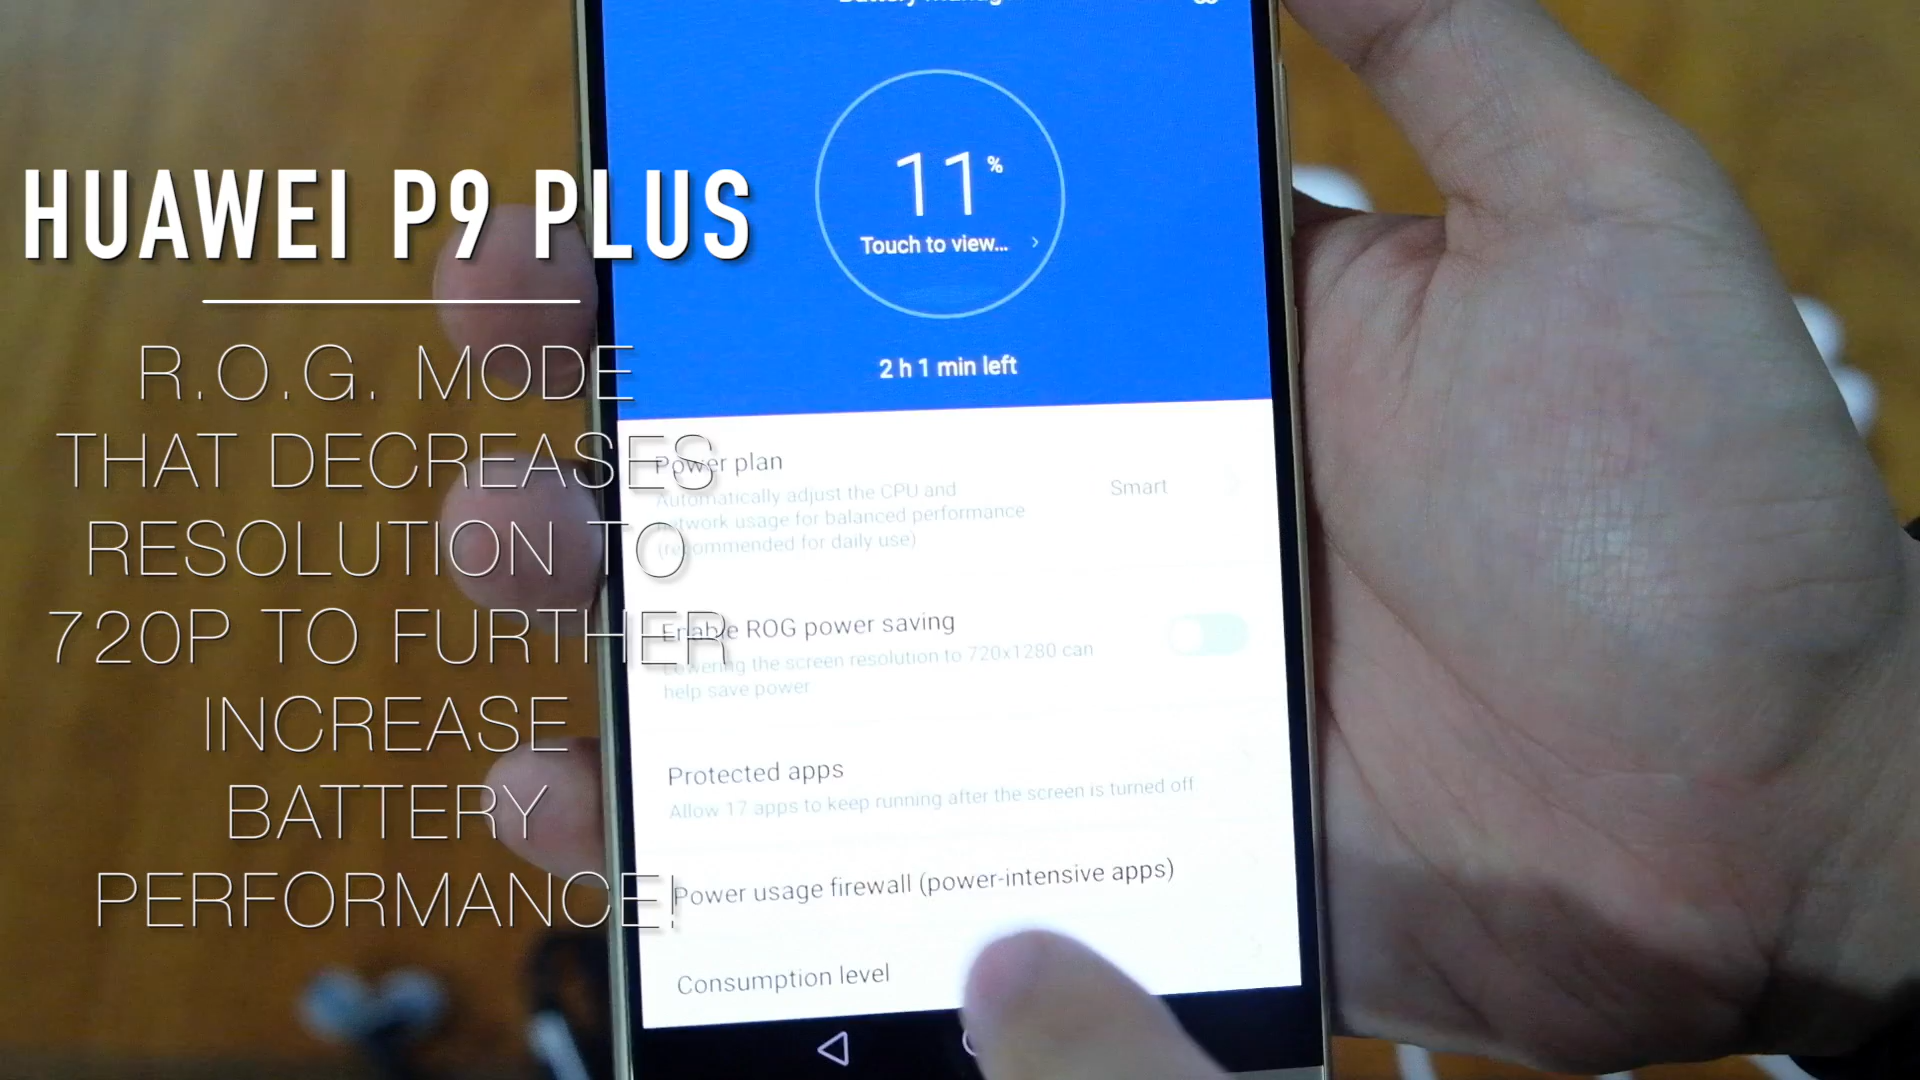 HUAWEI P9 PLUS
R.O.G. MODE
THAT DECREASES
RESOLUTION TO
720P TO FURTHER
INCREASE
BATTERY
PERFORMANCE!
11%
Touch to view...
2 h 1 min left
Power plan
Automatically adjust the CPU and
network usage for balanced performance
(recommended for daily use)
Smart
Enable ROG power saving
Lowering the screen resolution to 720x1280 can
help save power
Protected apps
Allow 17 apps to keep running after the screen is turned off
Power usage firewall (power-intensive apps)
Consumption level